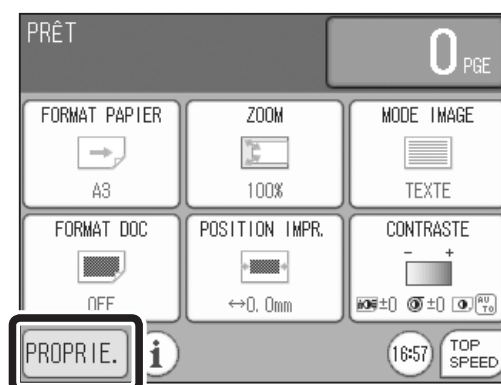 PRÊT
0 PGE
FORMAT PAPIER
A3
ZOOM
100%
MODE IMAGE
TEXTE
FORMAT DOC
OFF
POSITION IMPR.
↔0. 0mm
CONTRASTE
- +
±0 ±0 AUTO
PROPRIE.
i
16:57
TOP
SPEED